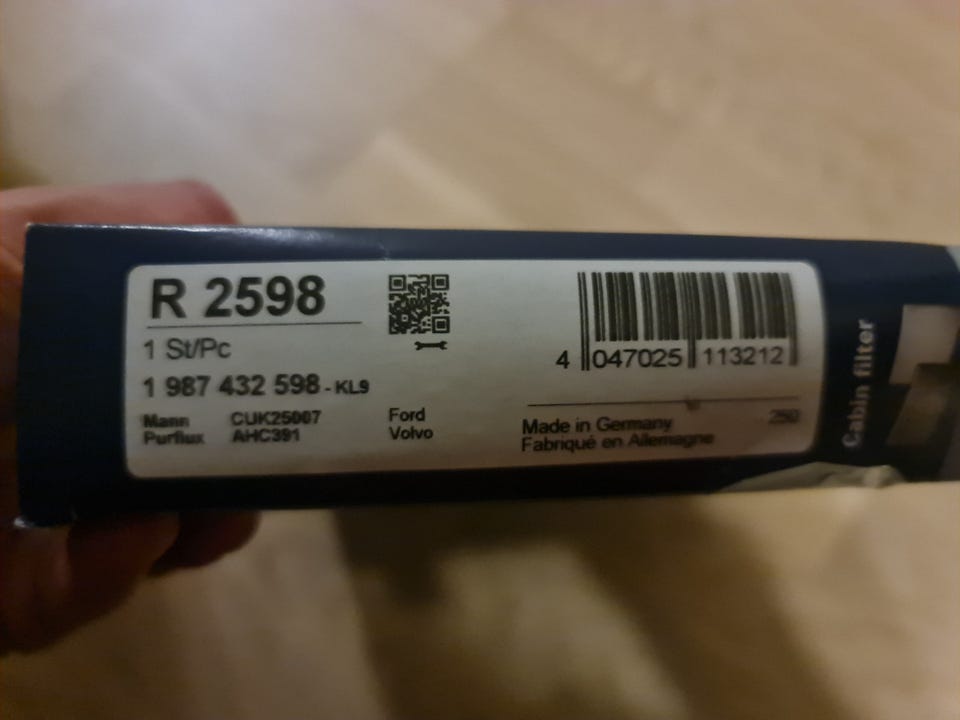 R 2598
1 St/Pc
1 987 432 598 - KL9
Mann CUK25007
Purflux AHC391
Ford
Volvo
4 047025 113212
250
Made in Germany
Fabriqué en Allemagne
Cabin filter